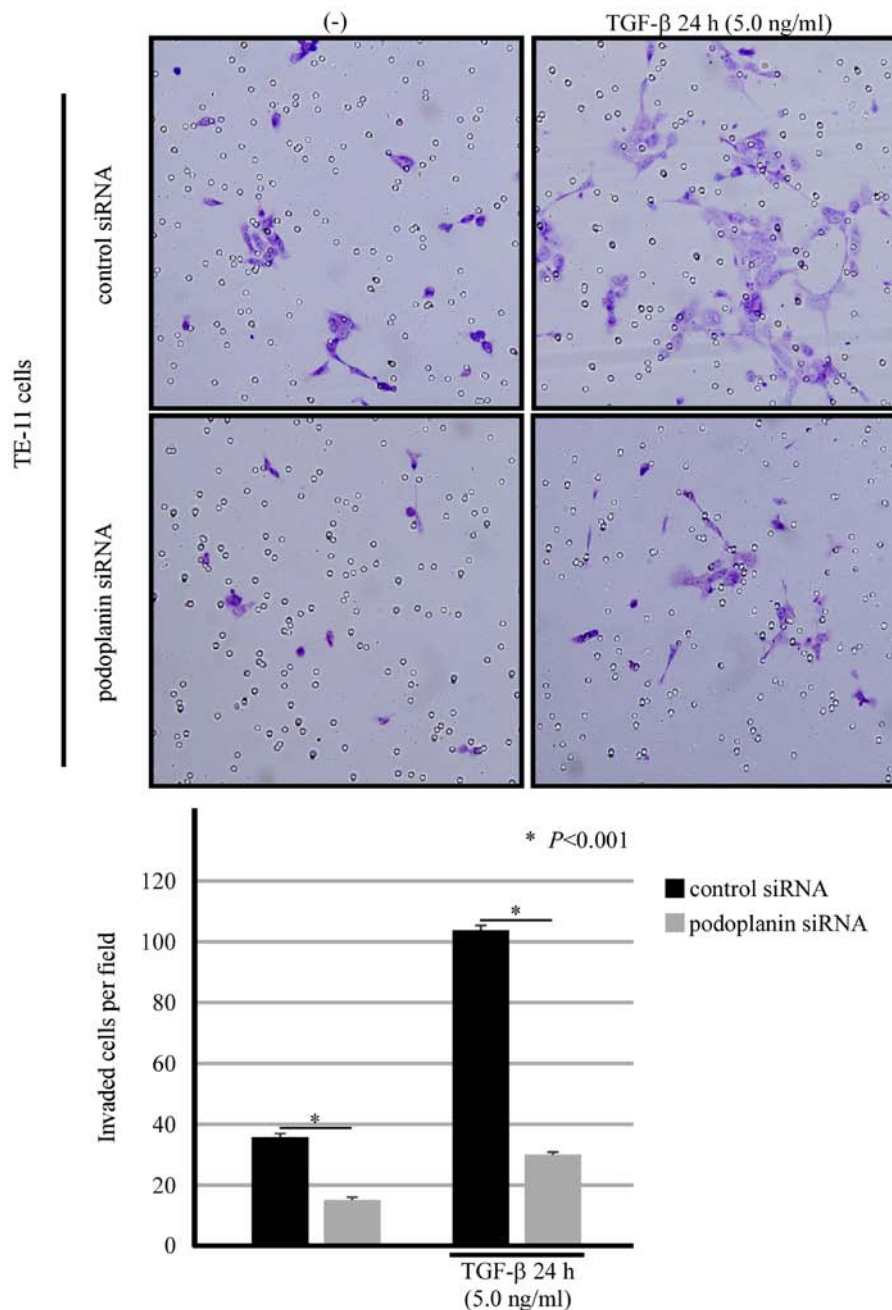 (-)
TGF-β 24 h (5.0 ng/ml)
TE-11 cells
control siRNA
podoplanin siRNA
* P<0.001
control siRNA
podoplanin siRNA
Invaded cells per field
120
100
80
60
40
20
0
*
*
TGF-β 24 h
(5.0 ng/ml)